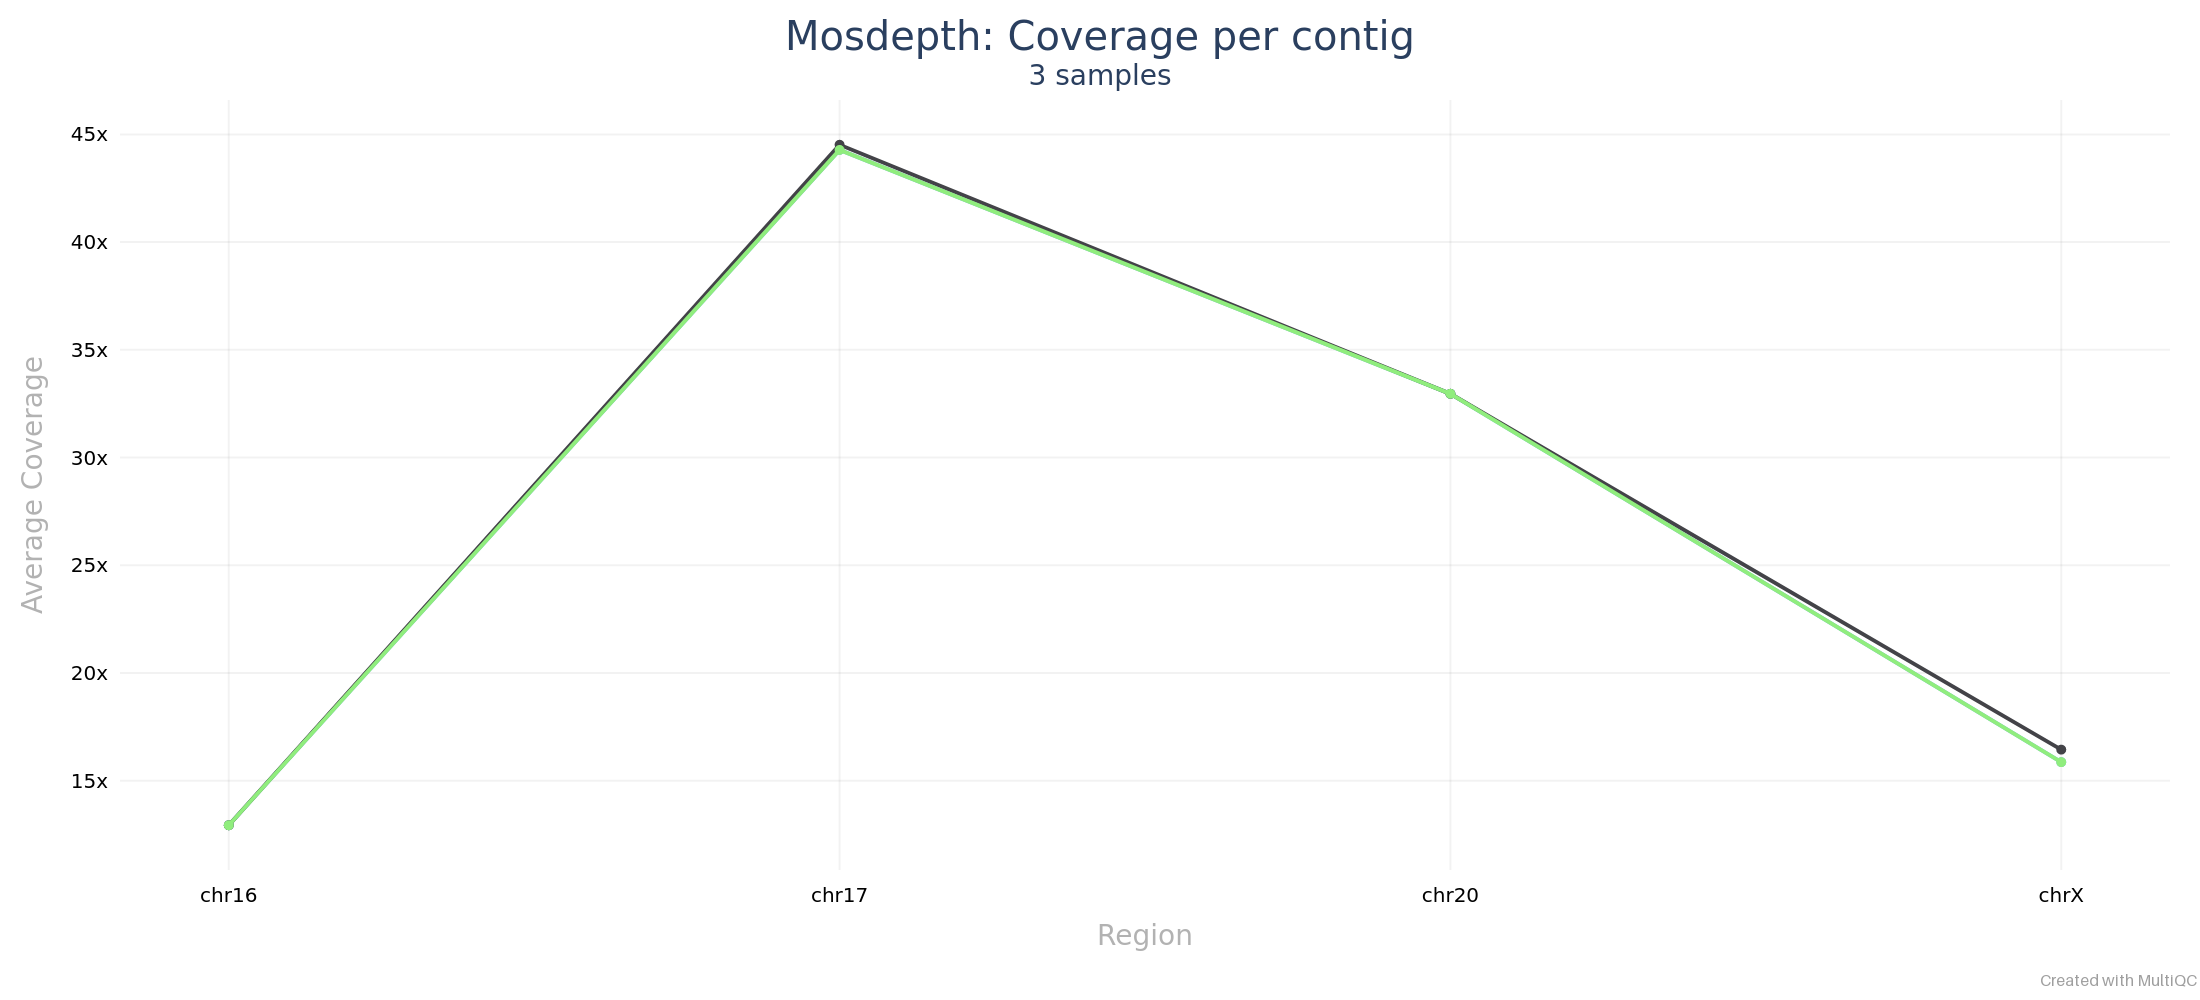 Mosdepth: Coverage per contig
3 samples
45x
40x
35x
30x
25x
20x
15x
Average Coverage
chr16
chr17
chr20
chrX
Region
Created with MultiQC